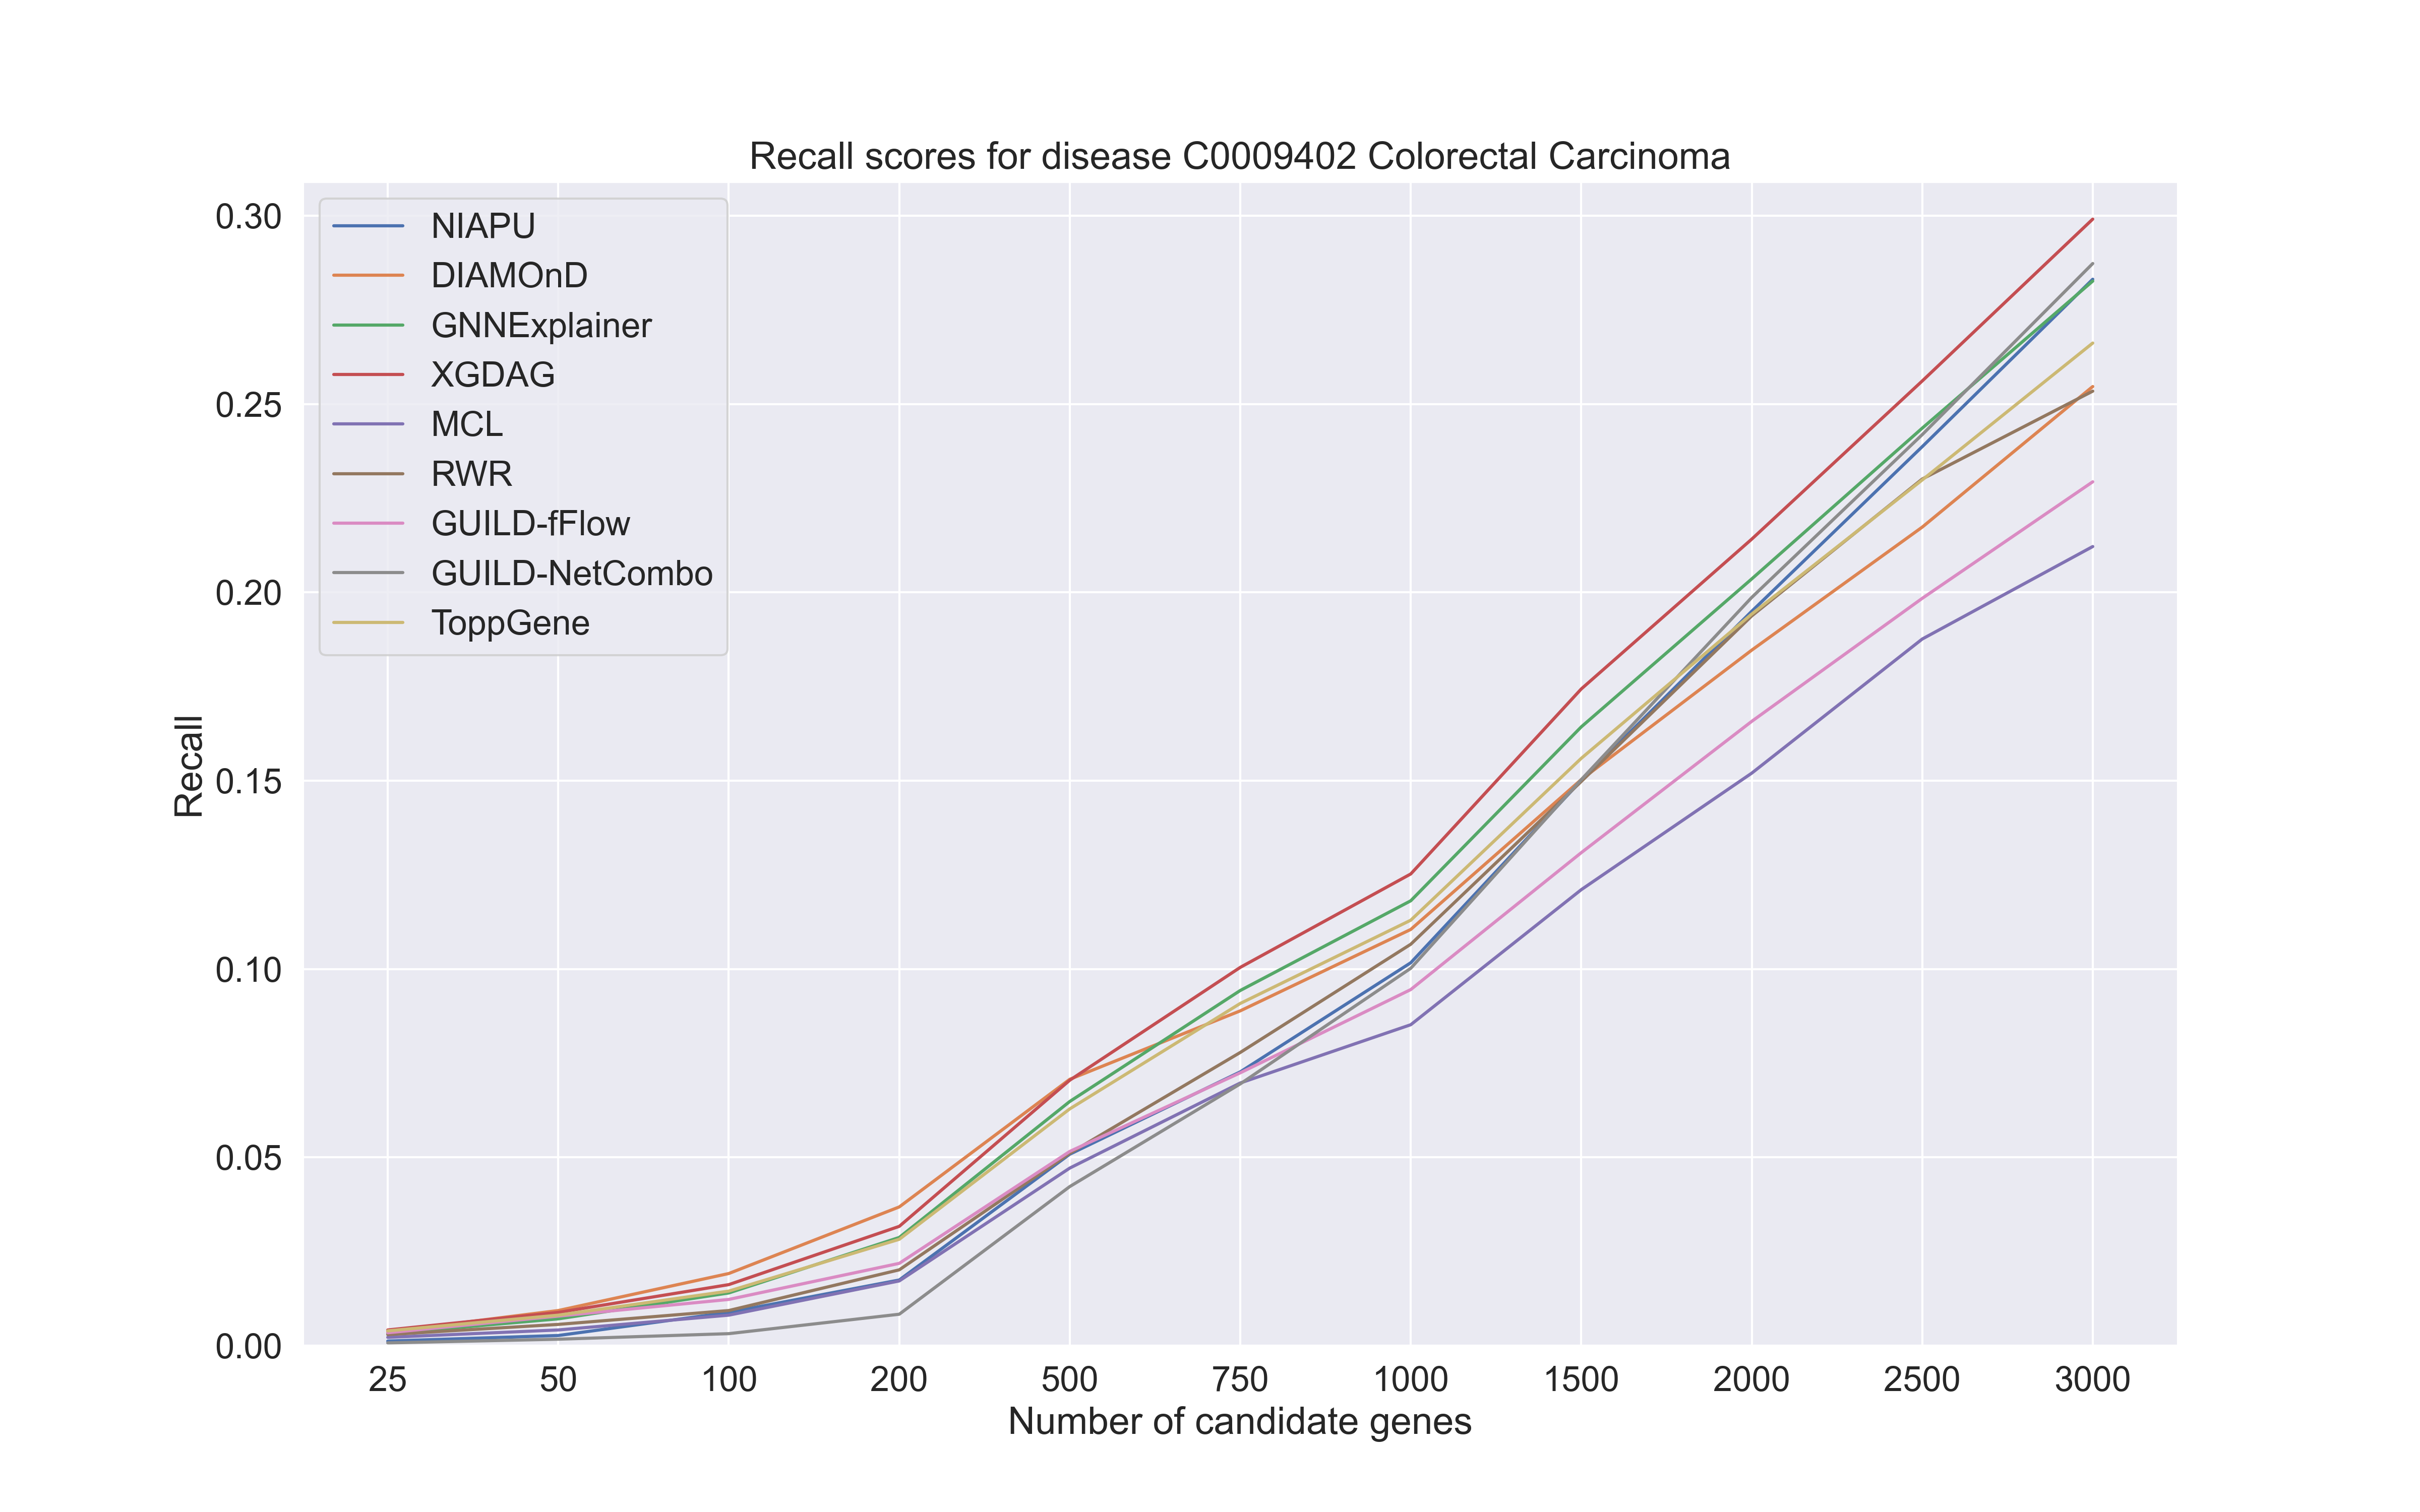 Recall scores for disease C0009402 Colorectal Carcinoma
0.30
0.25
0.20
0.15
0.10
0.05
0.00
Recall
NIAPU
DIAMOnD
GNNExplainer
XGDAG
MCL
RWR
GUILD-fFlow
GUILD-NetCombo
ToppGene
25 50 100 200 500 750 1000 1500 2000 2500 3000
Number of candidate genes